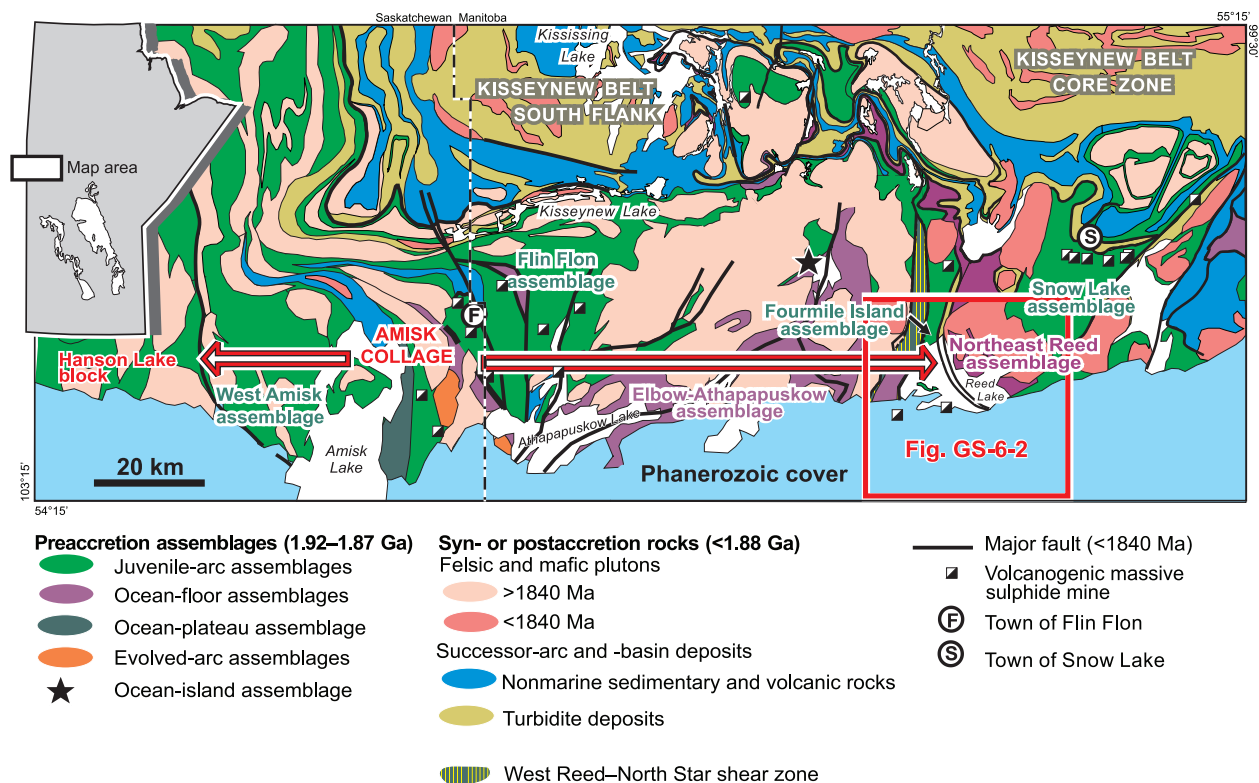 Saskatchewan Manitoba
55°15'
99°30'
Kississing
Lake
KISSEYNEW BELT
SOUTH FLANK
KISSEYNEW BELT
CORE ZONE
Map area
Kisseynew Lake
Flin Flon
assemblage
S
F
Snow Lake
assemblage
Fourmile Island
assemblage
AMISK
COLLAGE
Hanson Lake
block
Northeast Reed
assemblage
West Amisk
assemblage
Elbow-Athapapuskow
assemblage
Reed
Lake
Athapapuskow Lake
Amisk
Lake
Fig. GS-6-2
20 km
Phanerozoic cover
103°15'
54°15'
Preaccretion assemblages (1.92–1.87 Ga)
Juvenile-arc assemblages
Ocean-floor assemblages
Ocean-plateau assemblage
Evolved-arc assemblages
Ocean-island assemblage
Syn- or postaccretion rocks (<1.88 Ga)
Felsic and mafic plutons
>1840 Ma
<1840 Ma
Successor-arc and -basin deposits
Nonmarine sedimentary and volcanic rocks
Turbidite deposits
West Reed–North Star shear zone
Major fault (<1840 Ma)
Volcanogenic massive
sulphide mine
F Town of Flin Flon
S Town of Snow Lake